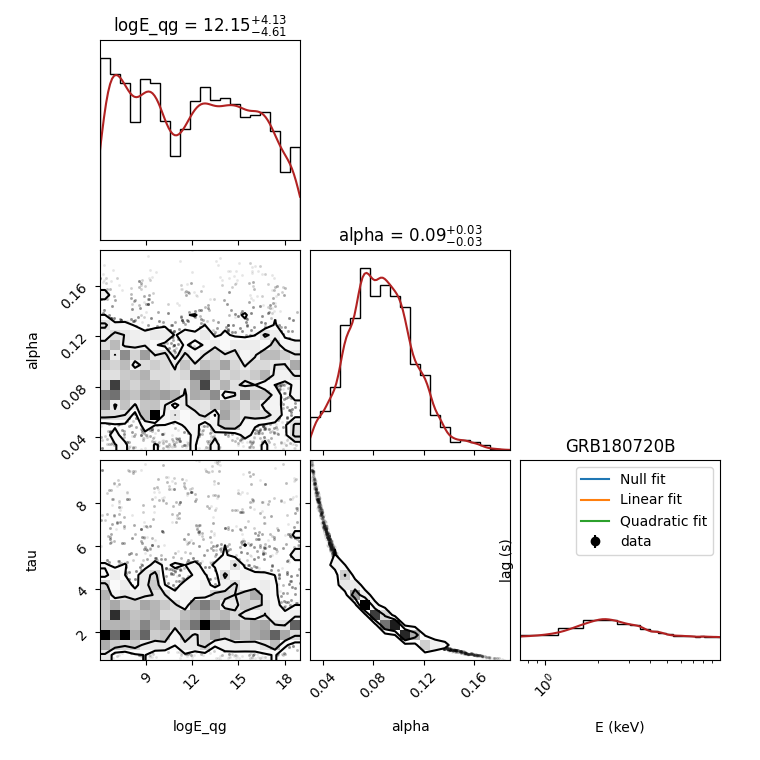 logE_qg = 12.15+4.13 −4.61
alpha = 0.09+0.03 −0.03
alpha
0.16
0.12
0.08
0.04
GRB180720B
Null fit
Linear fit
Quadratic fit
data
tau
8
6
4
2
lag (s)
9
12
15
18
0.04
0.08
0.12
0.16
10^0
logE_qg
alpha
E (keV)